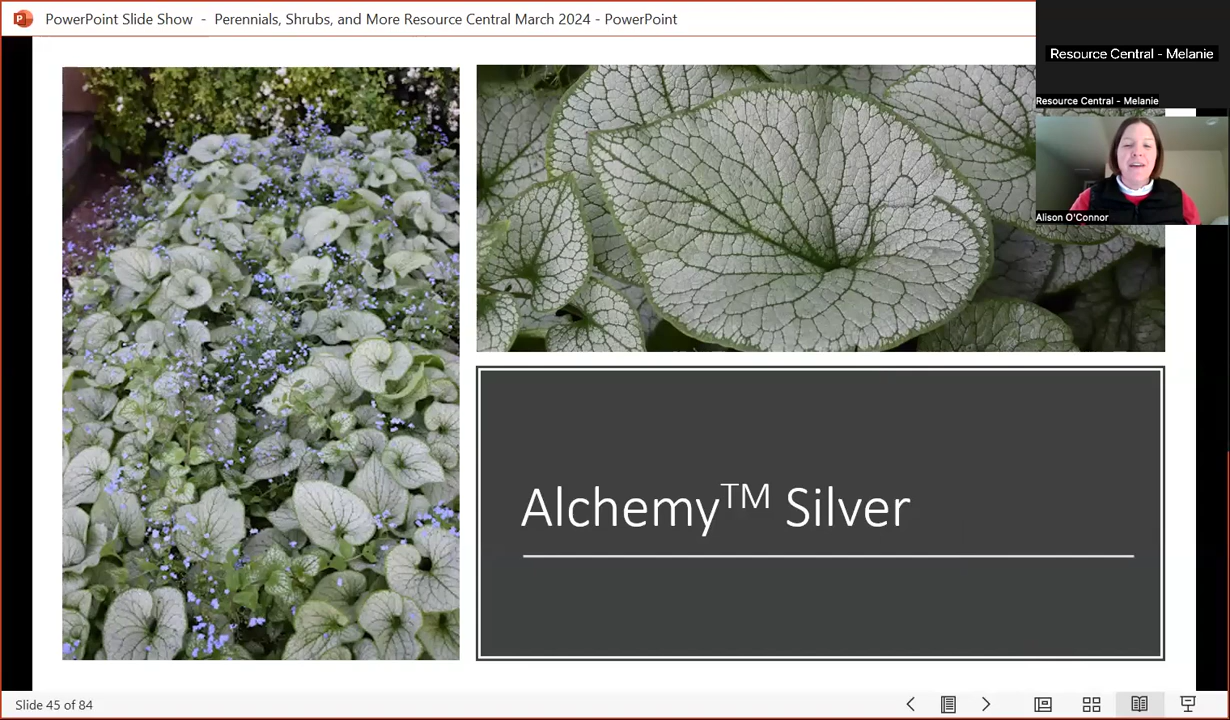 P PowerPoint Slide Show - Perennials, Shrubs, and More Resource Central March 2024 - PowerPoint
Resource Central - Melanie
Resource Central - Melanie
Alison O'Connor
Alchemy™ Silver
Slide 45 of 84